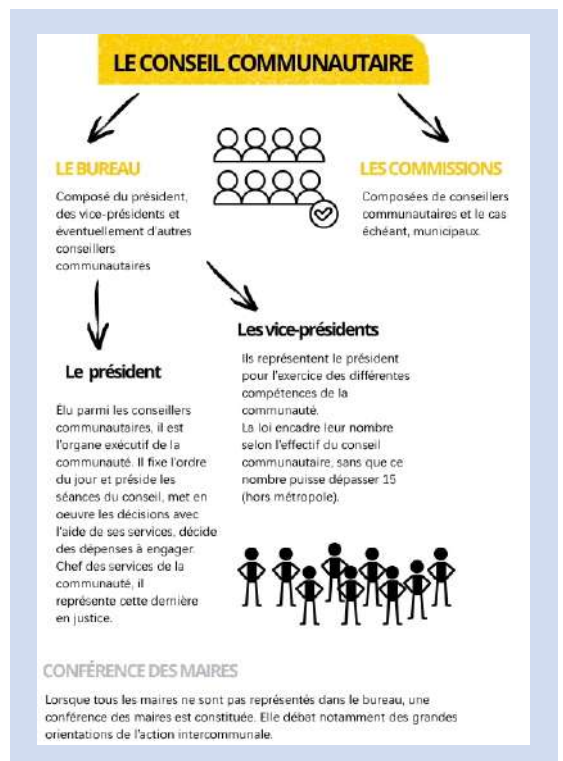 LE CONSEIL COMMUNAUTAIRE
LE BUREAU
Composé du président,
des vice-présidents et
éventuellement d'autres
conseillers
communautaires
LES COMMISSIONS
Composées de conseillers
communautaires et le cas
échéant, municipaux.
Le président
Élu parmi les conseillers
communautaires, il est
l'organe exécutif de la
communauté. Il fixe l'ordre
du jour et préside les
séances du conseil, met en
oeuvre les décisions avec
l'aide de ses services, décide
des dépenses à engager.
Chef des services de la
communauté, il
représente cette dernière
en justice.
Les vice-présidents
Ils représentent le président
pour l'exercice des différentes
compétences de la
communauté.
La loi encadre leur nombre
selon l'effectif du conseil
communautaire, sans que ce
nombre puisse dépasser 15
(hors métropole).
CONFÉRENCE DES MAIRES
Lorsque tous les maires ne sont pas représentés dans le bureau, une
conférence des maires est constituée. Elle débat notamment des grandes
orientations de l'action intercommunale.